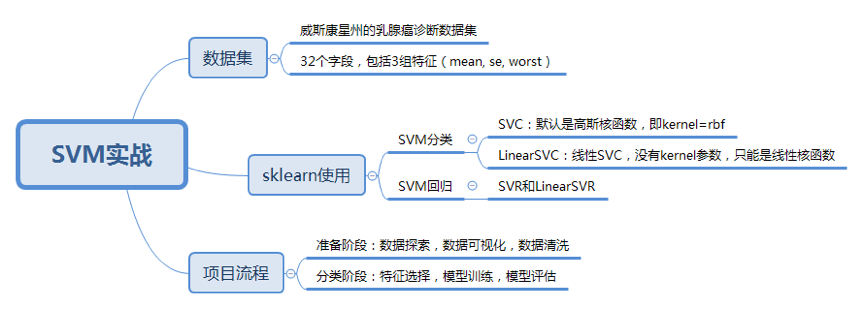 SVM实战
数据集
威斯康星州的乳腺癌诊断数据集
32个字段，包括3组特征（mean, se, worst）
sklearn使用
SVM分类
SVC：默认是高斯核函数，即kernel=rbf
LinearSVC：线性SVC，没有kernel参数，只能是线性核函数
SVM回归
SVR和LinearSVR
项目流程
准备阶段：数据探索，数据可视化，数据清洗
分类阶段：特征选择，模型训练，模型评估